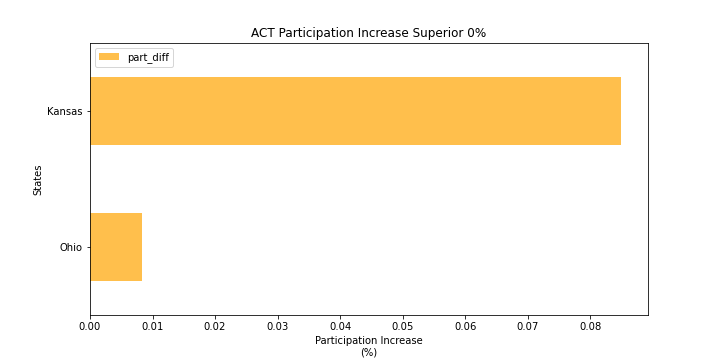 ACT Participation Increase Superior 0%
part_diff
Kansas
Ohio
States
0.00 0.01 0.02 0.03 0.04 0.05 0.06 0.07 0.08
Participation Increase
(%)